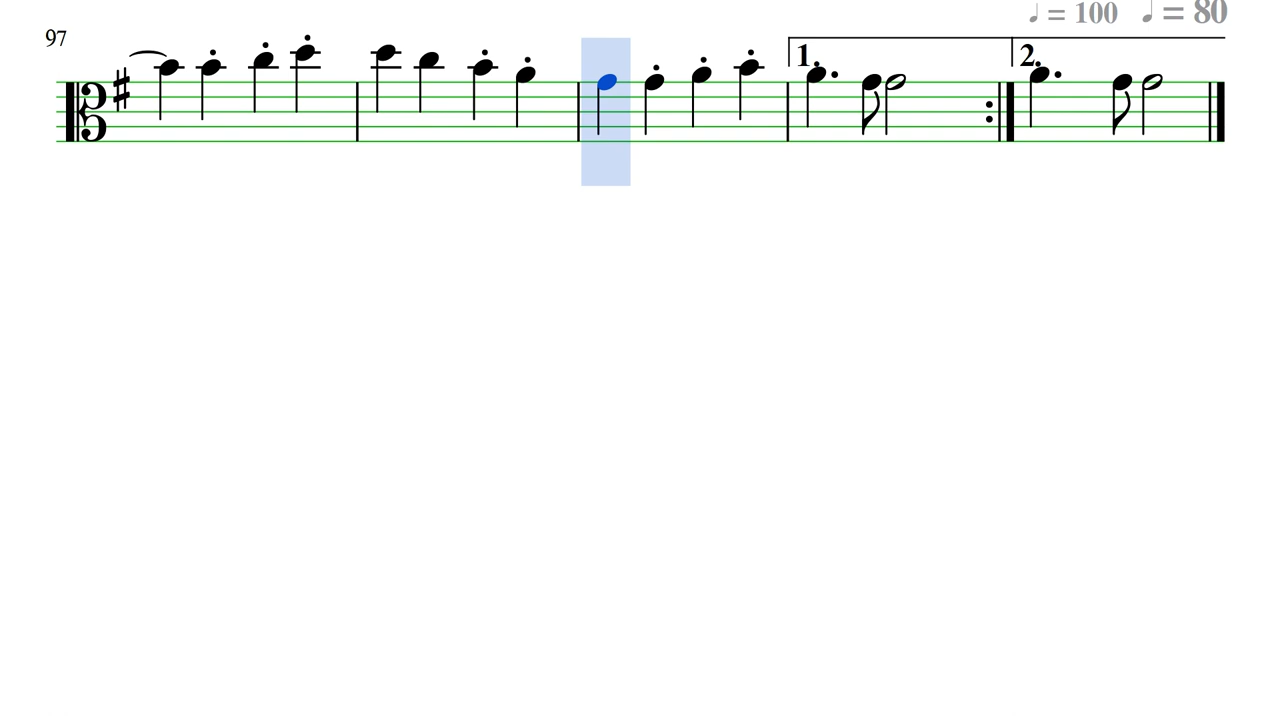 ♩ = 100 ♩ = 80
97
1. 2.